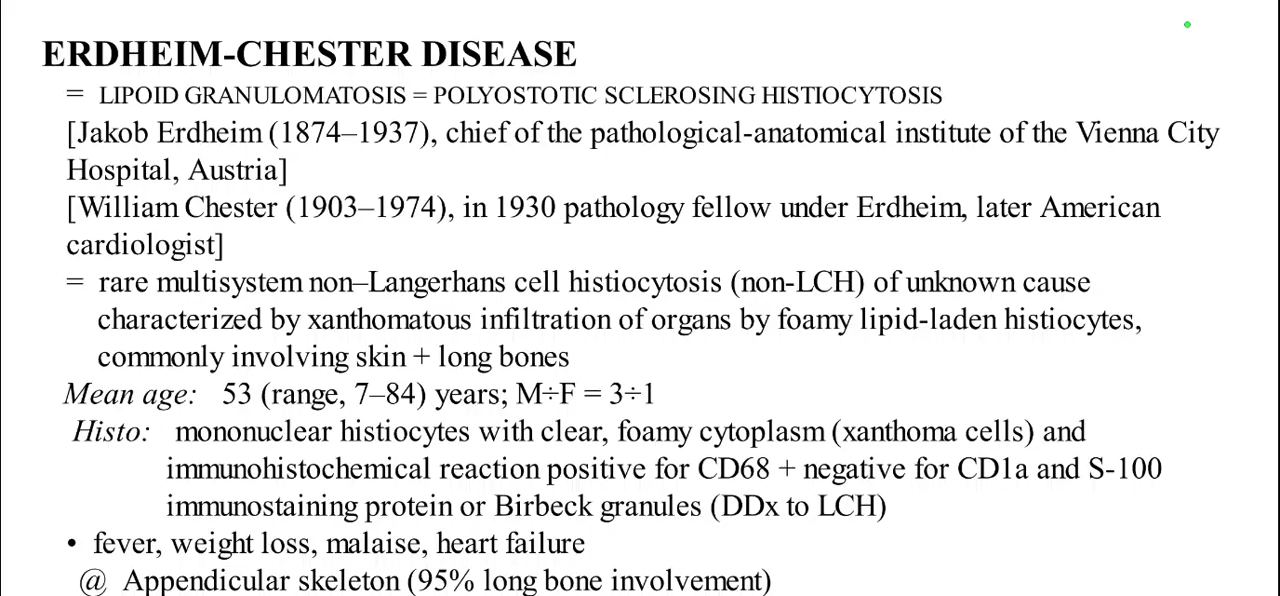 ERDHEIM-CHESTER DISEASE
= LIPOID GRANULOMATOSIS = POLYOSTOTIC SCLEROSING HISTIOCYTOSIS
[Jakob Erdheim (1874–1937), chief of the pathological-anatomical institute of the Vienna City
Hospital, Austria]
[William Chester (1903–1974), in 1930 pathology fellow under Erdheim, later American
cardiologist]
= rare multisystem non–Langerhans cell histiocytosis (non-LCH) of unknown cause
characterized by xanthomatous infiltration of organs by foamy lipid-laden histiocytes,
commonly involving skin + long bones
Mean age: 53 (range, 7–84) years; M÷F = 3÷1
Histo: mononuclear histiocytes with clear, foamy cytoplasm (xanthoma cells) and
immunohistochemical reaction positive for CD68 + negative for CD1a and S-100
immunostaining protein or Birbeck granules (DDx to LCH)
• fever, weight loss, malaise, heart failure
@ Appendicular skeleton (95% long bone involvement)